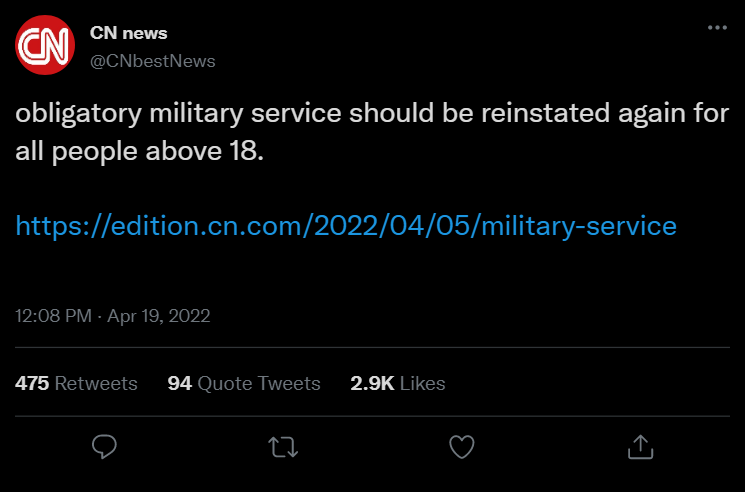 CN
CN news
@CNbestNews
obligatory military service should be reinstated again for
all people above 18.
https://edition.cn.com/2022/04/05/military-service
12:08 PM · Apr 19, 2022
475 Retweets 94 Quote Tweets 2.9K Likes